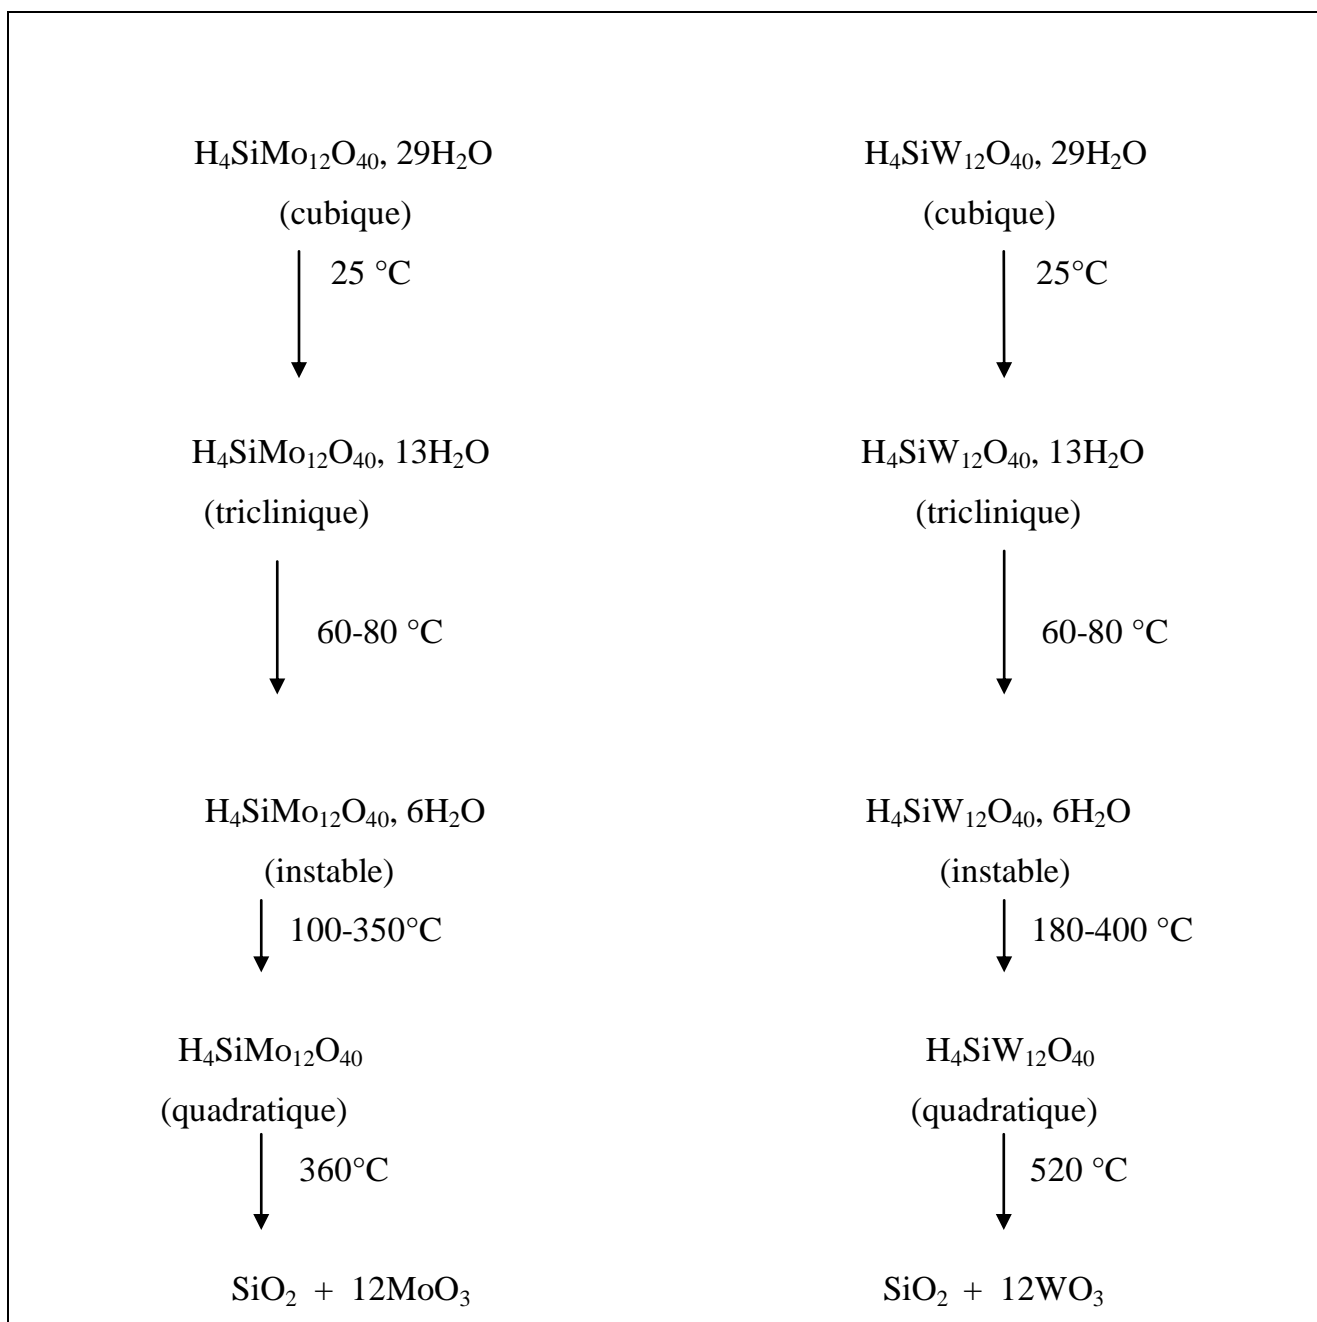 H₄SiMo₁₂O₄₀, 29H₂O H₄SiW₁₂O₄₀, 29H₂O
(cubique) (cubique)
25 °C 25°C
H₄SiMo₁₂O₄₀, 13H₂O H₄SiW₁₂O₄₀, 13H₂O
(triclinique) (triclinique)
60-80 °C 60-80 °C
H₄SiMo₁₂O₄₀, 6H₂O H₄SiW₁₂O₄₀, 6H₂O
(instable) (instable)
100-350°C 180-400 °C
H₄SiMo₁₂O₄₀ H₄SiW₁₂O₄₀
(quadratique) (quadratique)
360°C 520 °C
SiO₂ + 12MoO₃ SiO₂ + 12WO₃